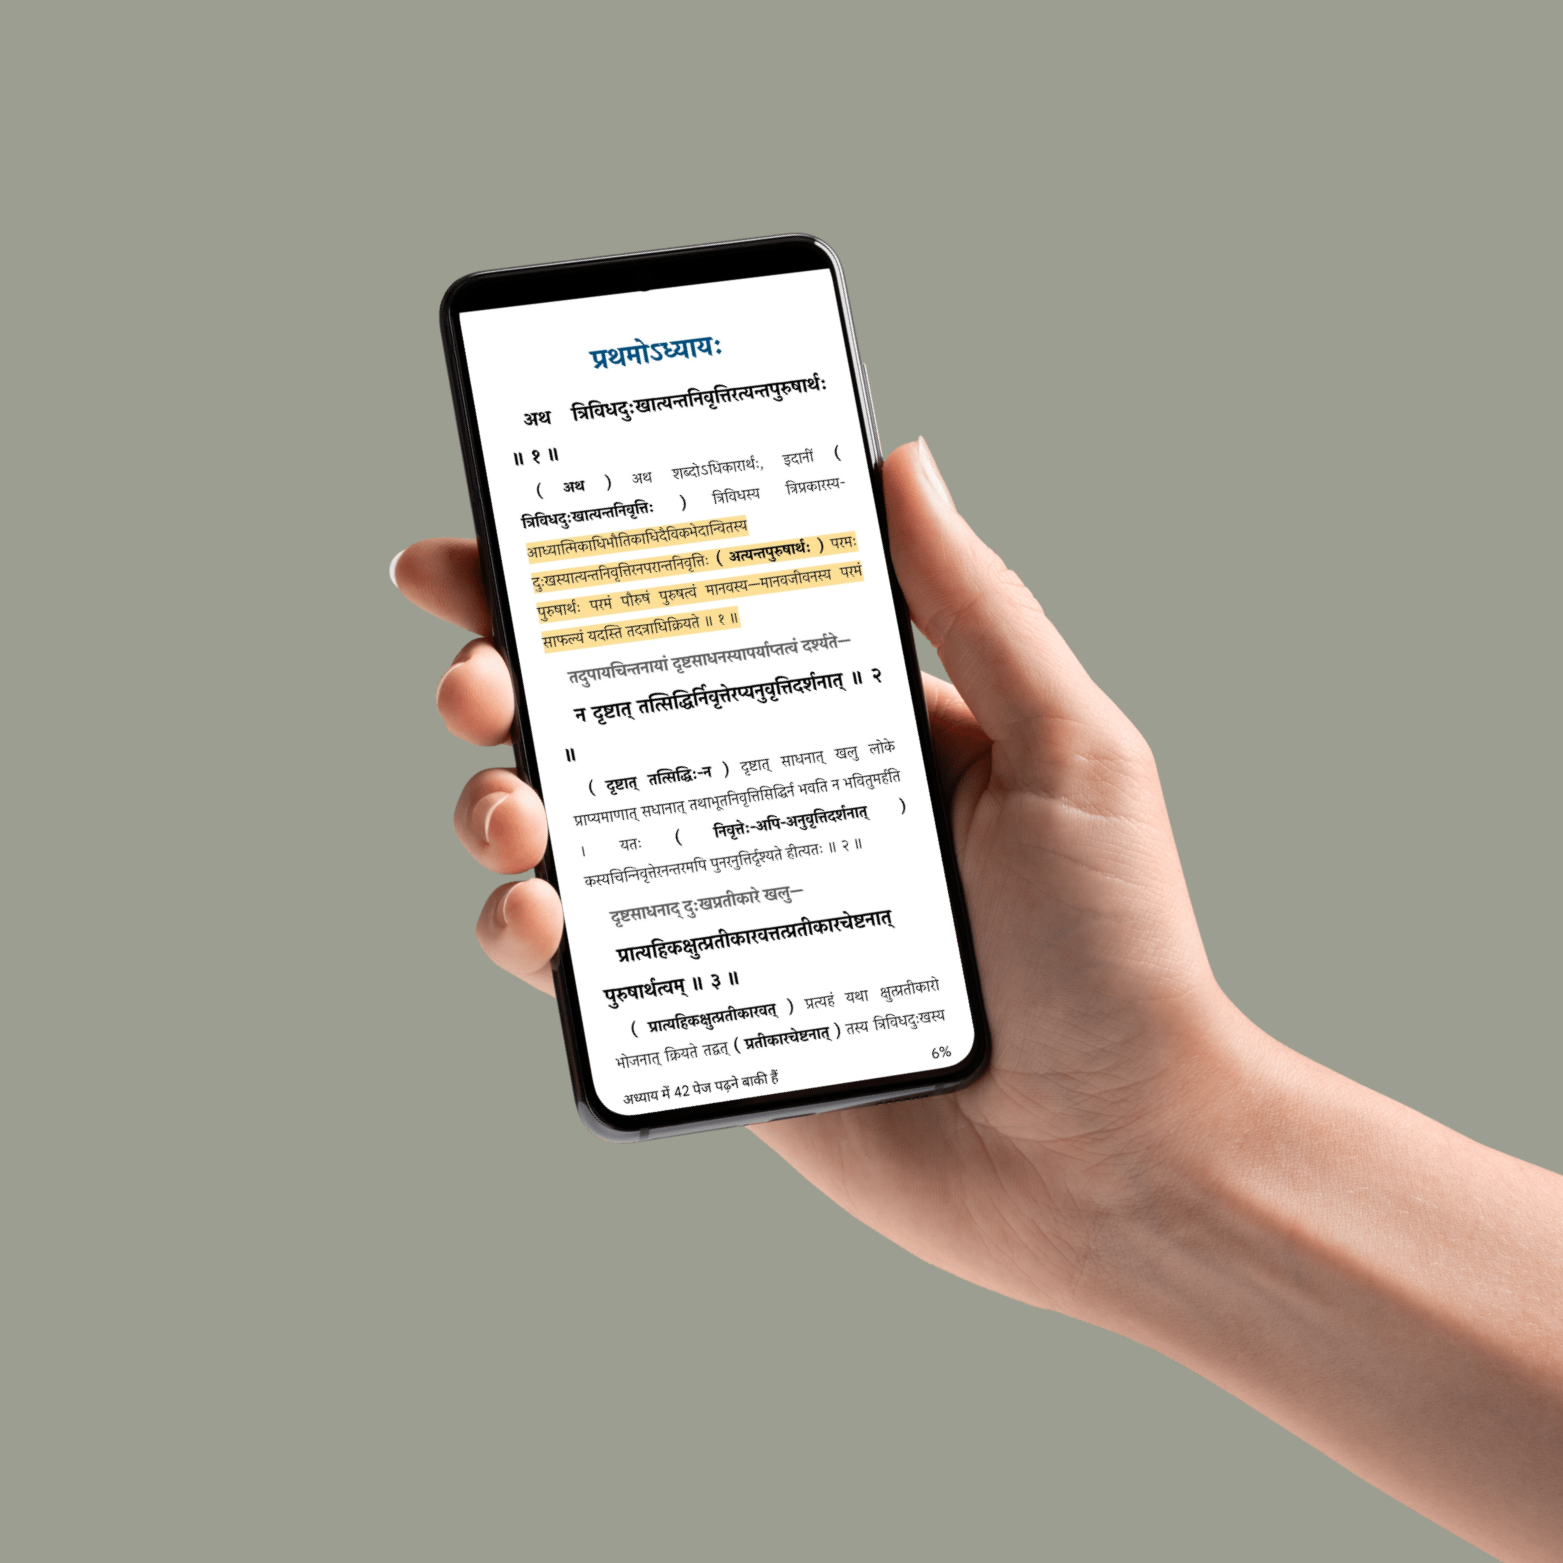 प्रथमोऽध्यायः
अथ त्रिविधदुःखात्यन्तनिवृत्तिरत्यन्तपुरुषार्थः
॥ १ ॥
( अथ ) अथ शब्दोऽधिकारार्थः, इदानीं (
त्रिविधदुःखात्यन्तनिवृत्तिः ) त्रिविधस्य त्रिप्रकारस्य-
आध्यात्मिकाधिभौतिकाधिदैविकभेदान्वितस्य
दुःखस्यात्यन्तनिवृत्तिरनपरान्तनिवृत्तिः ( अत्यन्तपुरुषार्थः ) परमः
पुरुषार्थः परमं पौरुषं पुरुषत्वं मानवस्य—मानवजीवनस्य परमं
साफल्यं यदस्ति तदत्राधिक्रियते ॥ १ ॥
तदुपायचिन्तनायां दृष्टसाधनस्यापर्याप्तत्वं दर्श्यते—
न दृष्टात् तत्सिद्धिर्निवृत्तेरप्यनुवृत्तिदर्शनात् ॥ २
॥
( दृष्टात् तत्सिद्धिः-न ) दृष्टात् साधनात् खलु लोके
प्राप्यमाणात् सधानात् तथाभूतनिवृत्तिसिद्धिर्न भवति न भवितुमर्हति
। यतः ( निवृत्तेः-अपि-अनुवृत्तिदर्शनात् )
कस्यचिन्निवृत्तेरनन्तरमपि पुनरनुत्तिर्दृश्यते हीत्यतः ॥ २ ॥
दृष्टसाधनाद् दुःखप्रतीकारे खलु—
प्रात्यहिकक्षुत्प्रतीकारवत्तत्प्रतीकारचेष्टनात्
पुरुषार्थत्वम् ॥ ३ ॥
( प्रात्यहिकक्षुत्प्रतीकारवत् ) प्रत्यहं यथा क्षुत्प्रतीकारो
भोजनात् क्रियते तद्वत् ( प्रतीकारचेष्टनात् ) तस्य त्रिविधदुःखस्य
अध्याय में 42 पेज पढ़ने बाकी हैं 6%